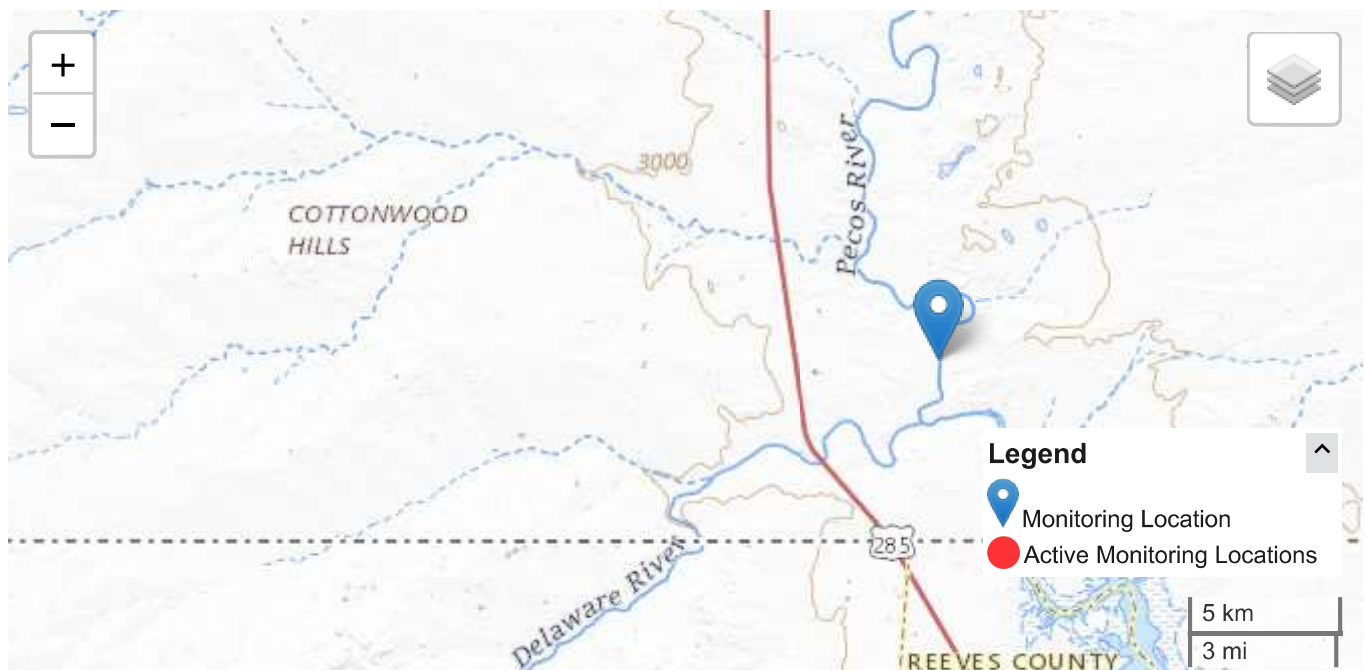 +
−
3000
COTTONWOOD
HILLS
Pecos River
Legend
Monitoring Location
Active Monitoring Locations
285
Delaware River
5 km
3 mi
REEVES COUNTY